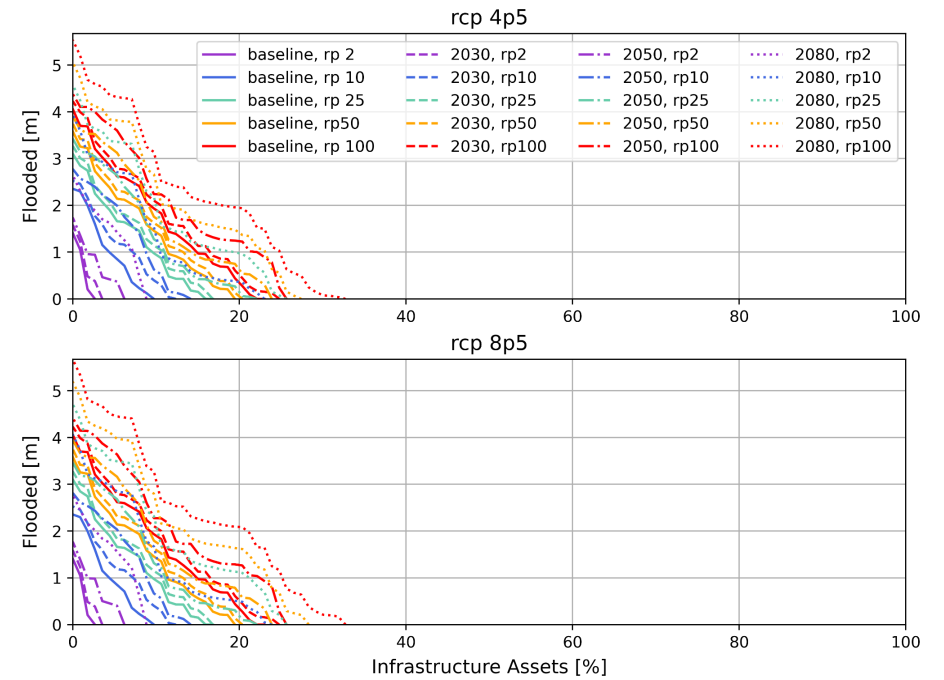 rcp 4p5
Flooded [m]
5
4
3
2
1
0
baseline, rp 2
baseline, rp 10
baseline, rp 25
baseline, rp50
baseline, rp 100
2030, rp2
2030, rp10
2030, rp25
2030, rp50
2030, rp100
2050, rp2
2050, rp10
2050, rp25
2050, rp50
2050, rp100
2080, rp2
2080, rp10
2080, rp25
2080, rp50
2080, rp100
0 20 40 60 80 100
rcp 8p5
Flooded [m]
5
4
3
2
1
0
0 20 40 60 80 100
Infrastructure Assets [%]